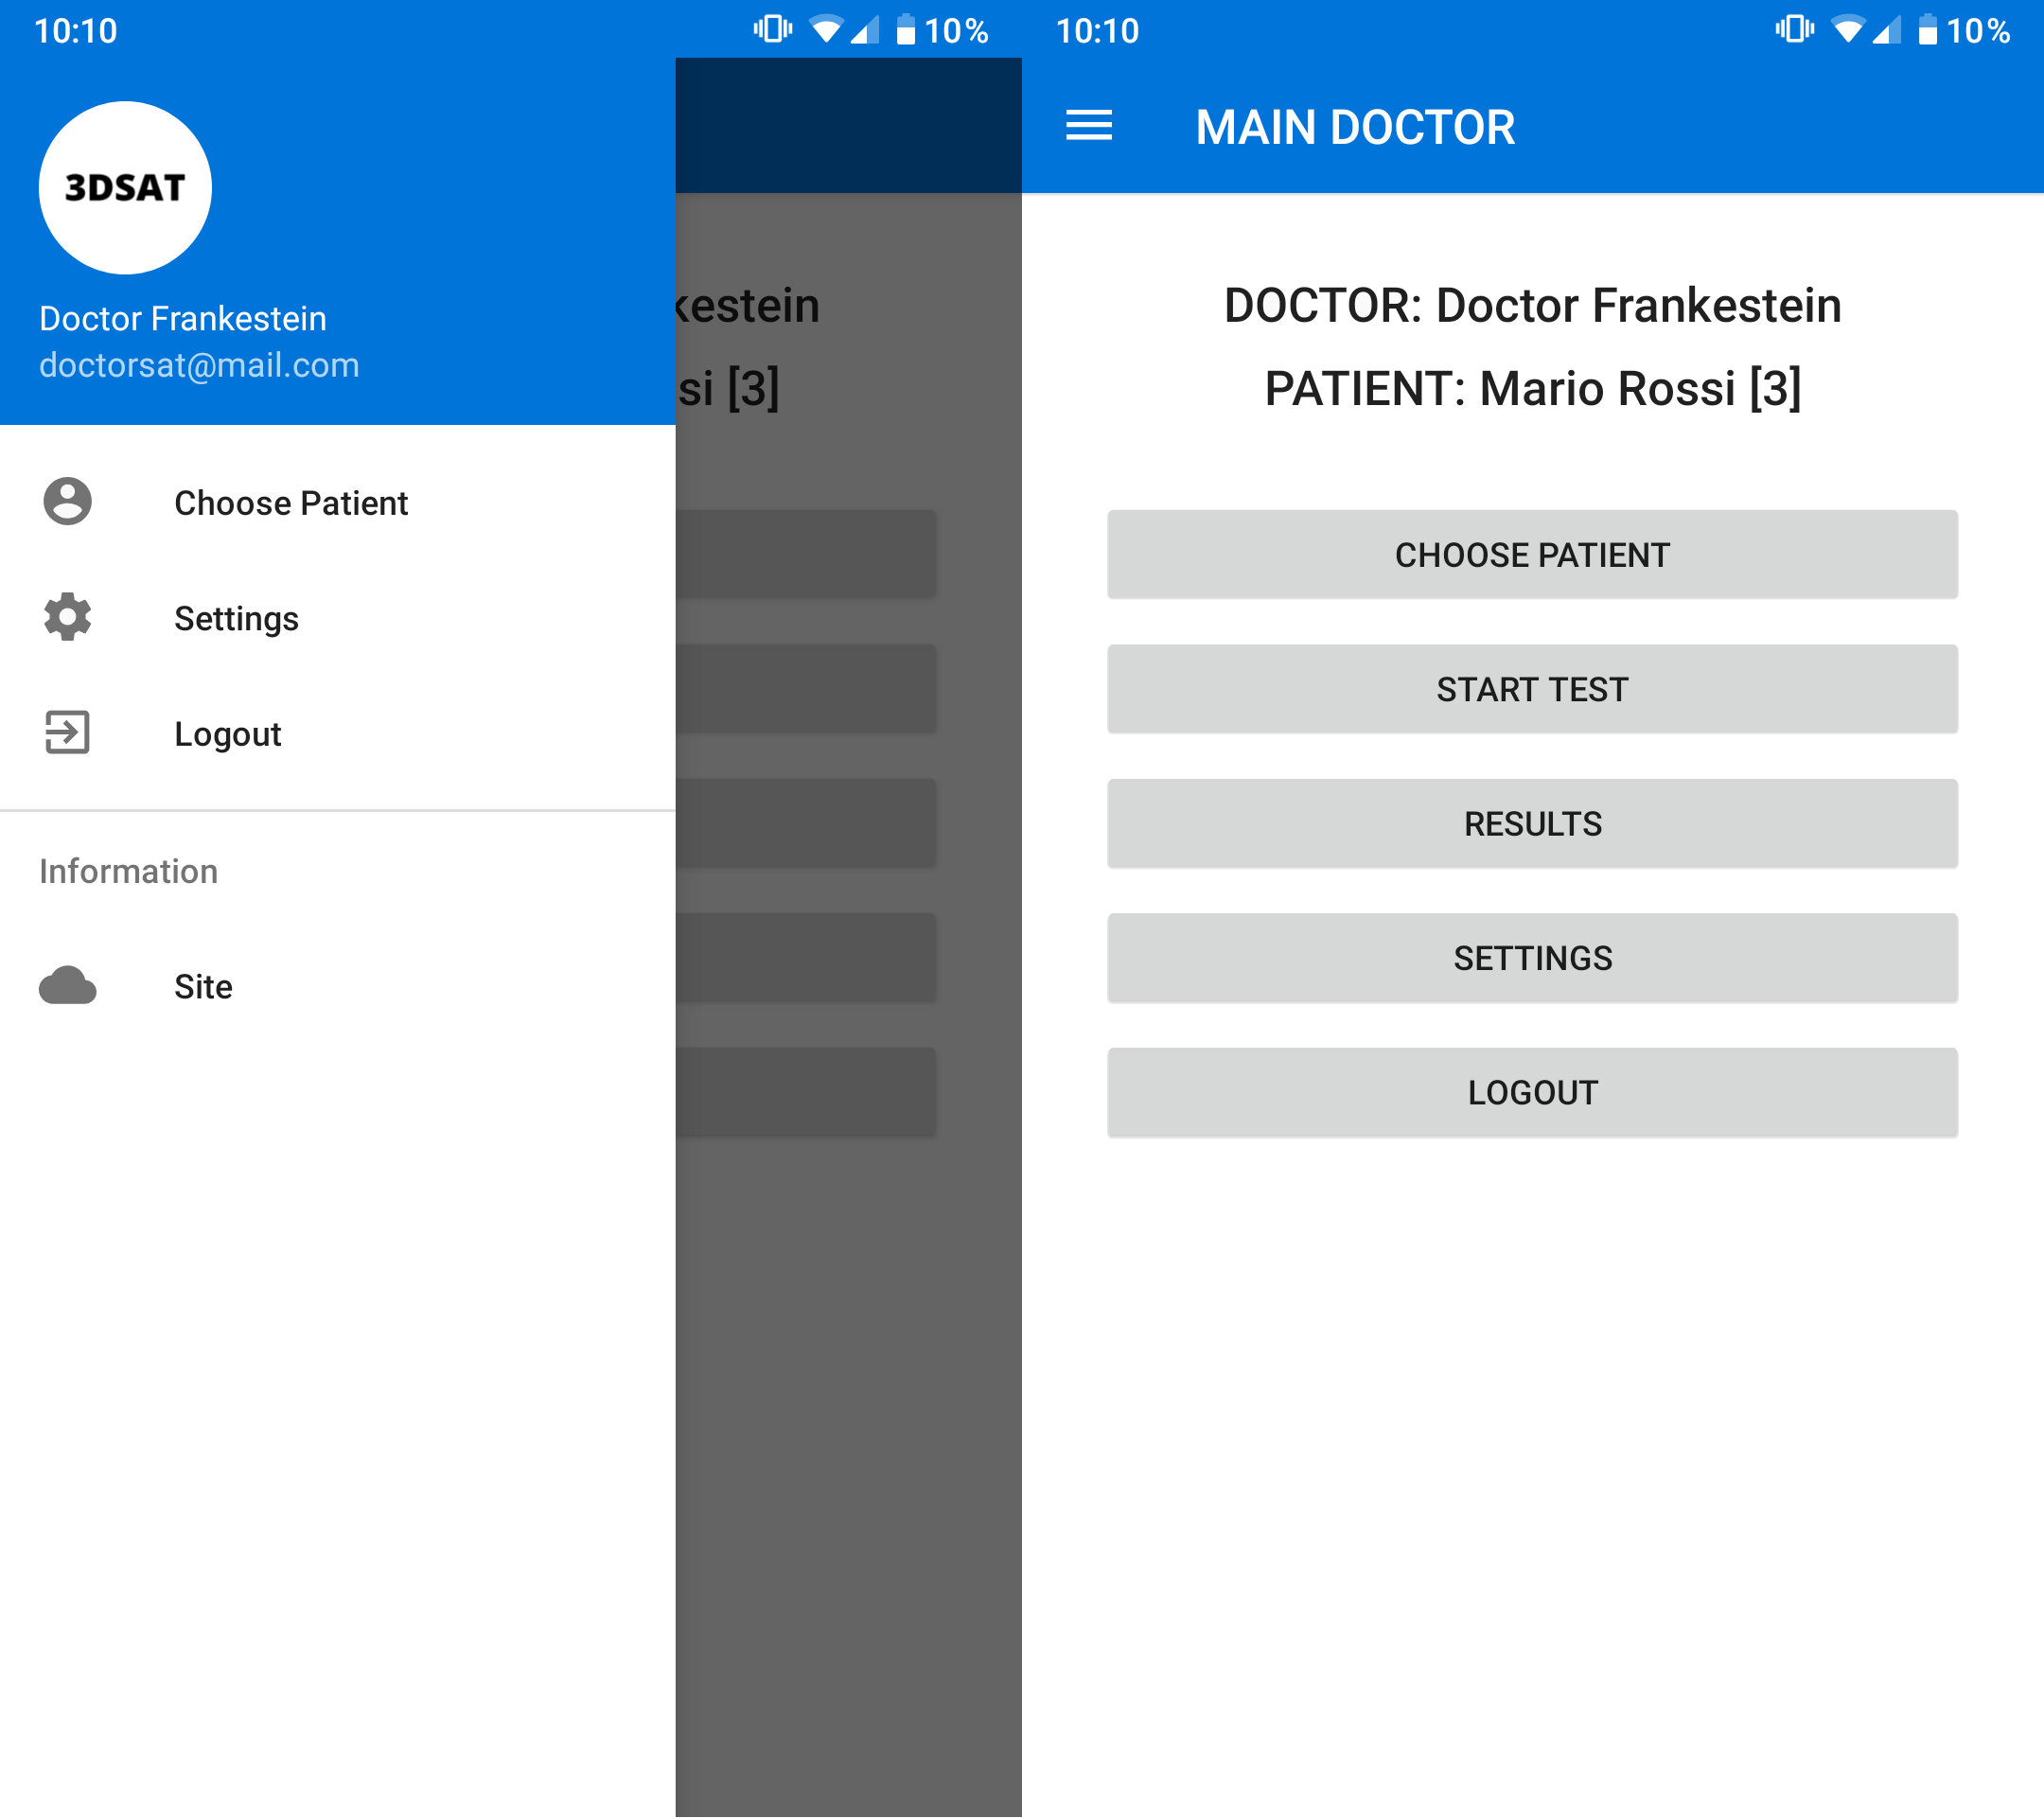 10:10
10%
3DSAT
Doctor Frankestein
doctorsat@mail.com
Choose Patient
Settings
Logout
Information
Site
kestein
si [3]
10:10
10%
MAIN DOCTOR
DOCTOR: Doctor Frankestein
PATIENT: Mario Rossi [3]
CHOOSE PATIENT
START TEST
RESULTS
SETTINGS
LOGOUT